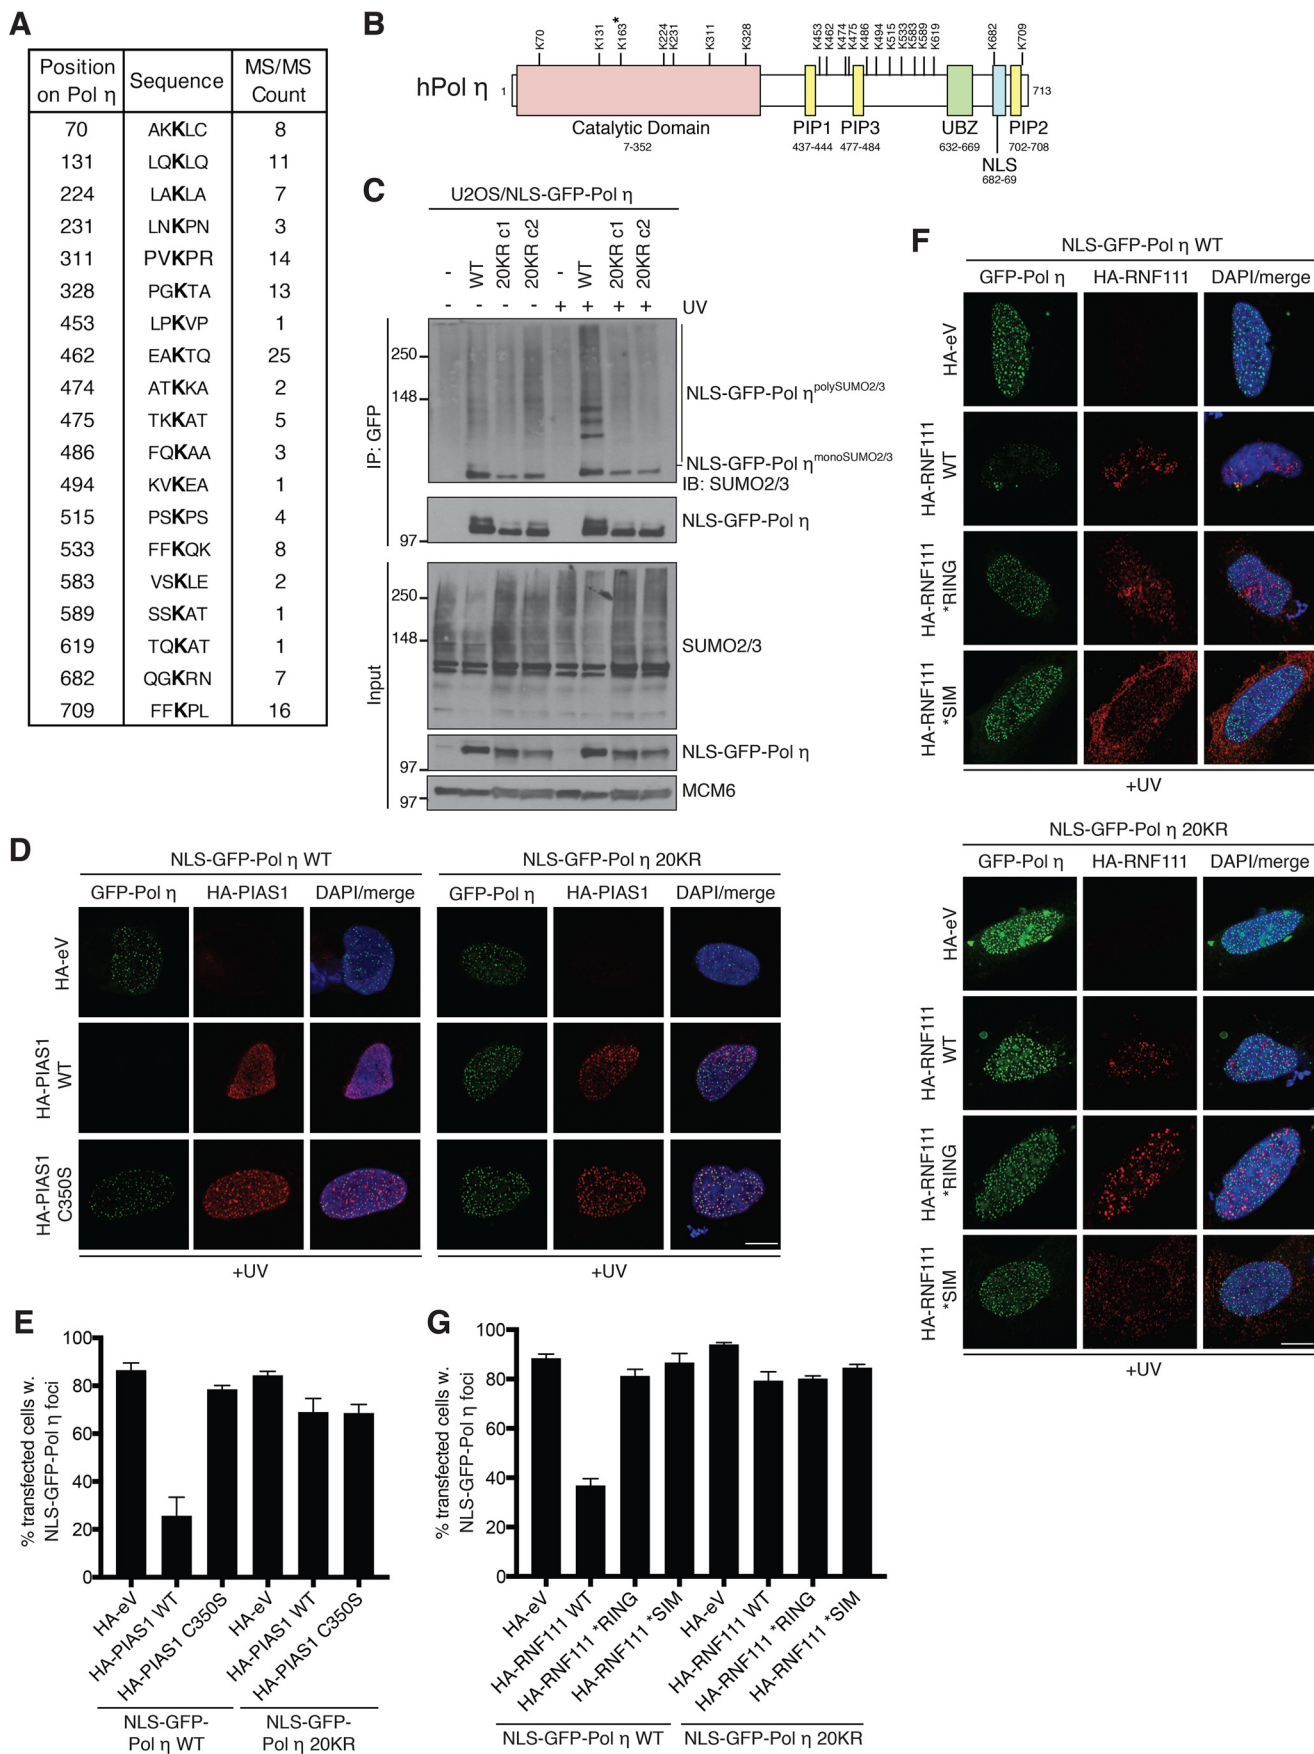 A
Position on Pol η | Sequence | MS/MS Count
70 | AKKLC | 8
131 | LQKLQ | 11
224 | LAKLA | 7
231 | LNKPN | 3
311 | PVKPR | 14
328 | PGKTA | 13
453 | LPKVP | 1
462 | EAKTQ | 25
474 | ATKKA | 2
475 | TKKAT | 5
486 | FQKAA | 3
494 | KVKEA | 1
515 | PSKPS | 4
533 | FFKQK | 8
583 | VSKLE | 2
589 | SSKAT | 1
619 | TQKAT | 1
682 | QGKRN | 7
709 | FFKPL | 16
B
K70 K131 K163* K224 K231 K311 K328 K453 K462 K474 K475 K486 K494 K515 K533 K583 K589 K619 K682 K709
hPol η 1 713
Catalytic Domain PIP1 PIP3 UBZ PIP2
7-352 437-444 477-484 632-669 702-708
NLS
682-69
C
U2OS/NLS-GFP-Pol η
- WT 20KR c1 20KR c2 - WT 20KR c1 20KR c2
- - - - + + + + UV
IP: GFP
250
148
NLS-GFP-Pol η polySUMO2/3
NLS-GFP-Pol η monoSUMO2/3
IB: SUMO2/3
NLS-GFP-Pol η
97
Input
250
148
SUMO2/3
NLS-GFP-Pol η
97
MCM6
97
D
NLS-GFP-Pol η WT NLS-GFP-Pol η 20KR
GFP-Pol η HA-PIAS1 DAPI/merge GFP-Pol η HA-PIAS1 DAPI/merge
HA-eV
HA-PIAS1
WT
HA-PIAS1
C350S
+UV +UV
E
% transfected cells w.
NLS-GFP-Pol η foci
100
80
60
40
20
0
HA-eV HA-PIAS1 WT HA-PIAS1 C350S HA-eV HA-PIAS1 WT HA-PIAS1 C350S
NLS-GFP- NLS-GFP-
Pol η WT Pol η 20KR
F
NLS-GFP-Pol η WT
GFP-Pol η HA-RNF111 DAPI/merge
HA-eV
HA-RNF111
WT
HA-RNF111
*RING
HA-RNF111
*SIM
+UV
NLS-GFP-Pol η 20KR
GFP-Pol η HA-RNF111 DAPI/merge
HA-eV
HA-RNF111
WT
HA-RNF111
*RING
HA-RNF111
*SIM
+UV
G
% transfected cells w.
NLS-GFP-Pol η foci
100
80
60
40
20
0
HA-eV HA-RNF111 WT HA-RNF111 *RING HA-RNF111 *SIM HA-eV HA-RNF111 WT HA-RNF111 *RING HA-RNF111 *SIM
NLS-GFP-Pol η WT NLS-GFP-Pol η 20KR